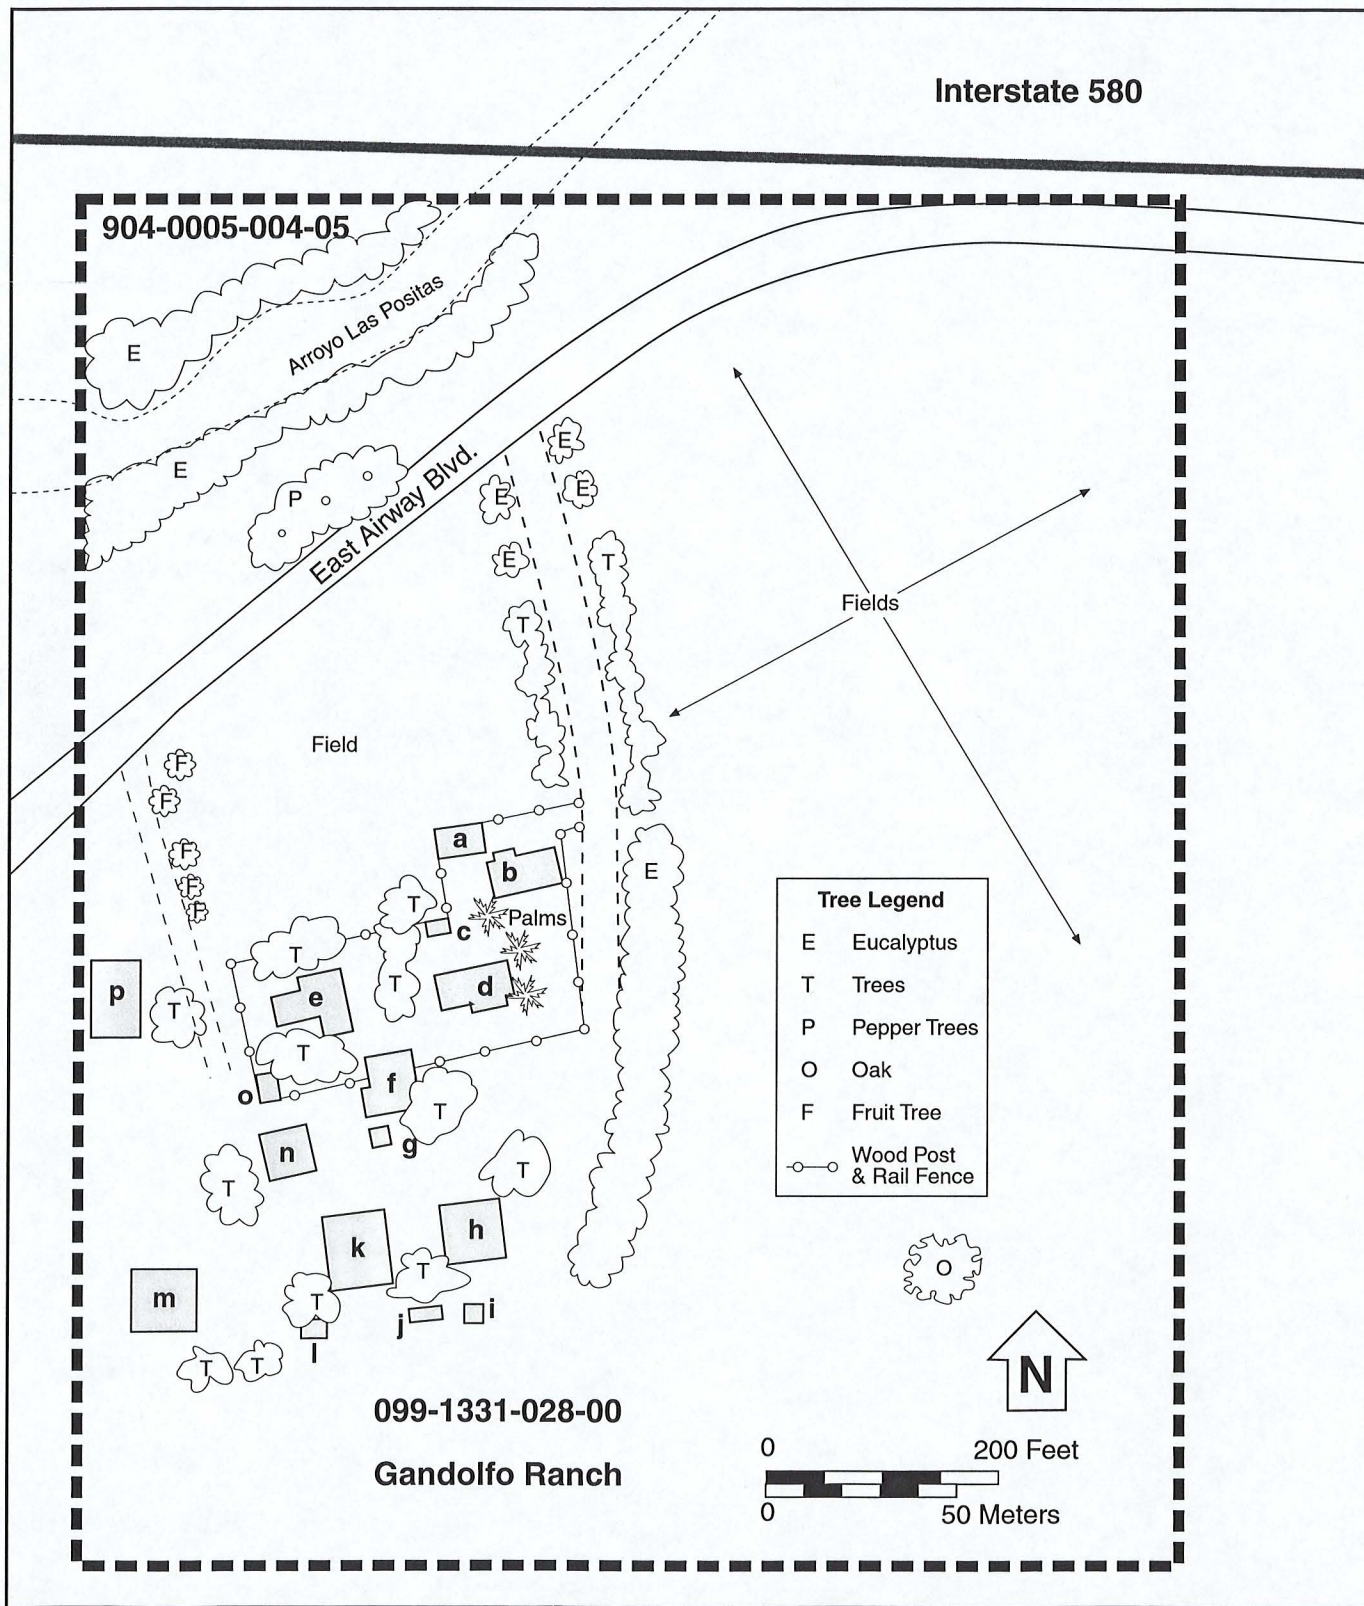 Interstate 580
904-0005-004-05
Arroyo Las Positas
E
E
P
East Airway Blvd.
E
E
E
E
T
T
Fields
Field
F
F
F
F
F
a
b
E
T
c
Palms
T
T
d
e
p
T
T
f
T
o
g
n
T
T
h
k
T
m
T
j
i
l
T
T
Tree Legend
E Eucalyptus
T Trees
P Pepper Trees
O Oak
F Fruit Tree
Wood Post
& Rail Fence
O
N
099-1331-028-00
Gandolfo Ranch
0 200 Feet
0 50 Meters